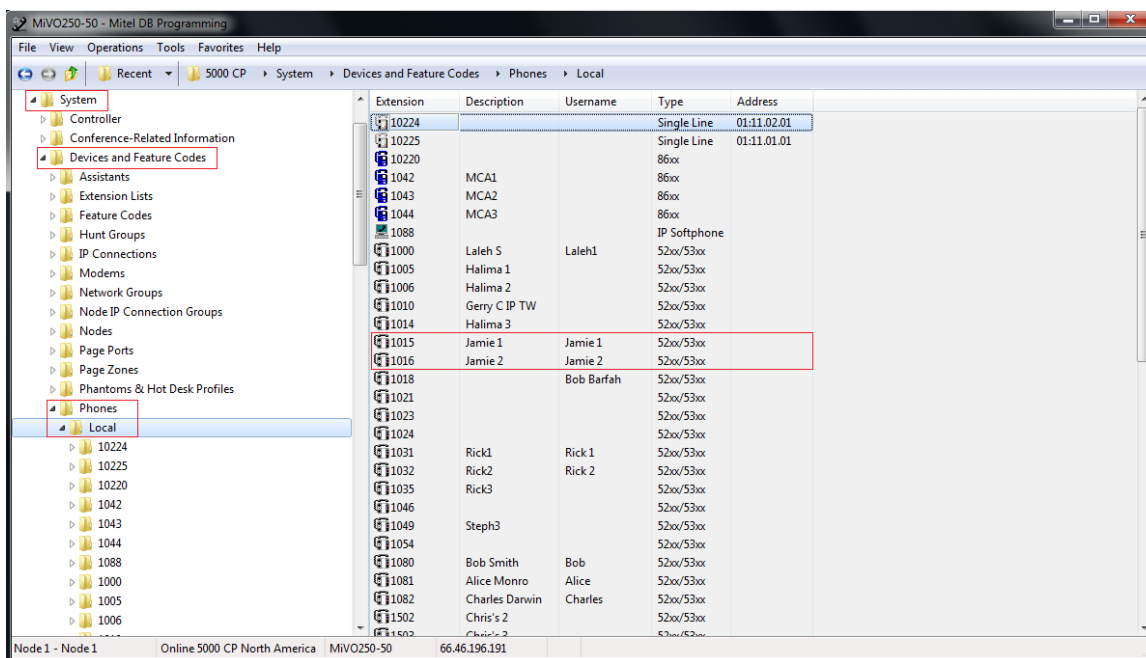 MiVO250-50 - Mitel DB Programming
File View Operations Tools Favorites Help
Recent 5000 CP System Devices and Feature Codes Phones Local
System
Controller
Conference-Related Information
Devices and Feature Codes
Assistants
Extension Lists
Feature Codes
Hunt Groups
IP Connections
Modems
Network Groups
Node IP Connection Groups
Nodes
Page Ports
Page Zones
Phantoms & Hot Desk Profiles
Phones
Local
10224
10225
10220
1042
1043
1044
1088
1000
1005
1006
Extension Description Username Type Address
10224 Single Line 01:11.02.01
10225 Single Line 01:11.01.01
10220 86xx
1042 MCA1 86xx
1043 MCA2 86xx
1044 MCA3 86xx
1088 IP Softphone
1000 Laleh S Laleh1 52xx/53xx
1005 Halima 1 52xx/53xx
1006 Halima 2 52xx/53xx
1010 Gerry C IP TW 52xx/53xx
1014 Halima 3 52xx/53xx
1015 Jamie 1 Jamie 1 52xx/53xx
1016 Jamie 2 Jamie 2 52xx/53xx
1018 Bob Barfah 52xx/53xx
1021 52xx/53xx
1023 52xx/53xx
1024 52xx/53xx
1031 Rick1 Rick 1 52xx/53xx
1032 Rick2 Rick 2 52xx/53xx
1035 Rick3 52xx/53xx
1046 52xx/53xx
1049 Steph3 52xx/53xx
1054 52xx/53xx
1080 Bob Smith Bob 52xx/53xx
1081 Alice Monro Alice 52xx/53xx
1082 Charles Darwin Charles 52xx/53xx
1502 Chris's 2 52xx/53xx
1503 Chris's 3 52xx/53xx
Node 1 - Node 1 Online 5000 CP North America MiVO250-50 66.46.196.191